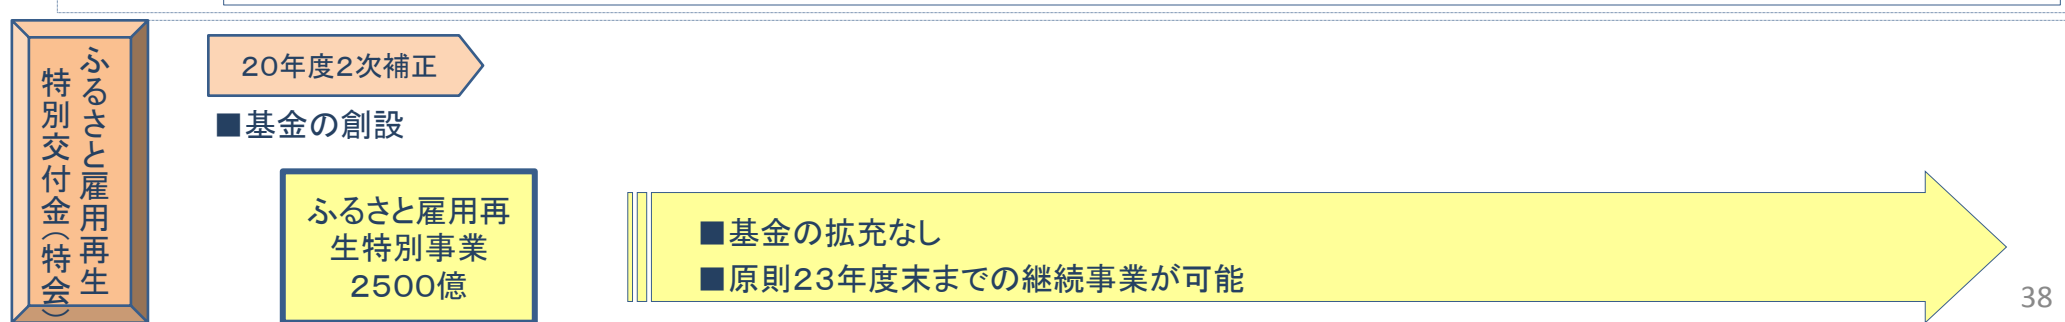 ふるさと雇用再生
特別交付金（特会）
２０年度２次補正
■基金の創設
ふるさと雇用再
生特別事業
２５００億
■基金の拡充なし
■原則２３年度末までの継続事業が可能
38